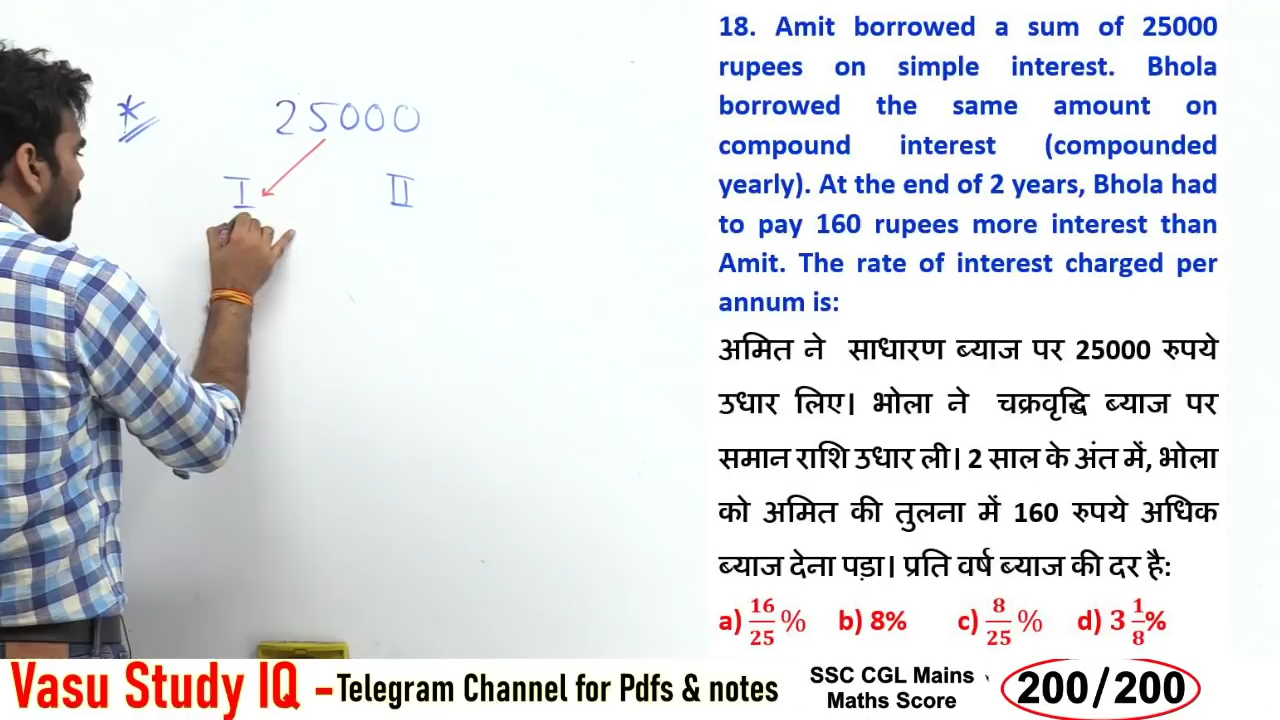 *
25000
I II
18. Amit borrowed a sum of 25000
rupees on simple interest. Bhola
borrowed the same amount on
compound interest (compounded
yearly). At the end of 2 years, Bhola had
to pay 160 rupees more interest than
Amit. The rate of interest charged per
annum is:
अमित ने साधारण ब्याज पर 25000 रुपये
उधार लिए। भोला ने चक्रवृद्धि ब्याज पर
समान राशि उधार ली। 2 साल के अंत में, भोला
को अमित की तुलना में 160 रुपये अधिक
ब्याज देना पड़ा। प्रति वर्ष ब्याज की दर है:
a) 16/25 % b) 8% c) 8/25 % d) 3 1/8 %
Vasu Study IQ – Telegram Channel for Pdfs & notes
SSC CGL Mains
Maths Score
200/200